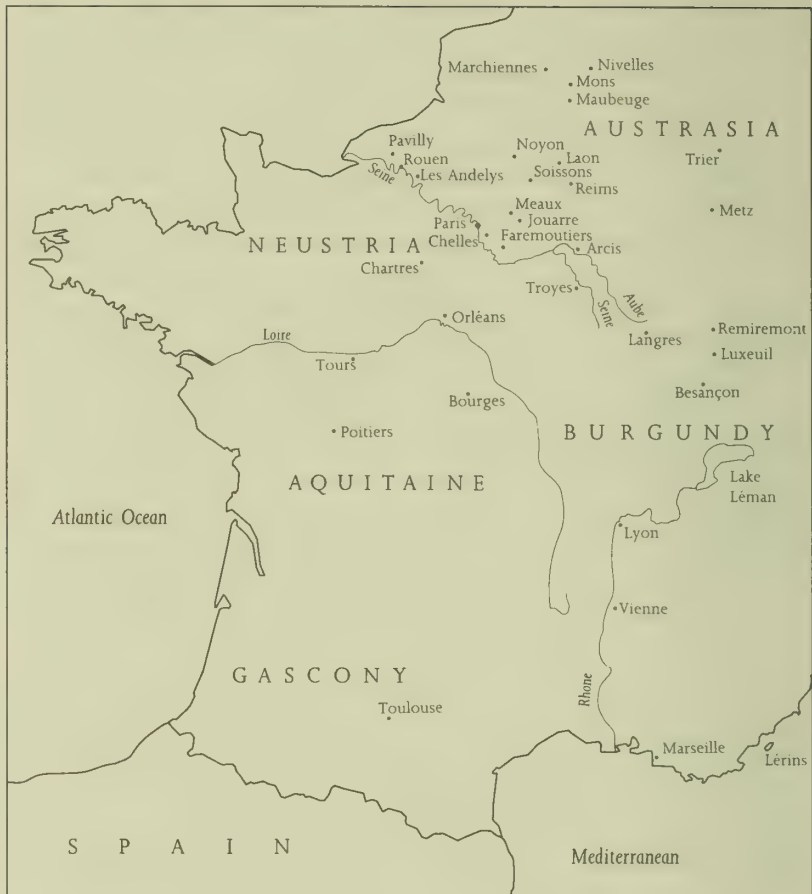 Marchiennes
Nivelles
Mons
Maubeuge
AUSTRASIA
Pavilly
Rouen
Seine
Les Andelys
Noyon
Laon
Soissons
Reims
Trier
Meaux
Jouarre
Metz
Paris
Chelles
Faremoutiers
NEUSTRIA
Arcis
Chartres
Troyes
Seine
Aube
Orléans
Langres
Remiremont
Luxeuil
Loire
Tours
Bourges
Besançon
Poitiers
BURGUNDY
AQUITAINE
Lake
Léman
Atlantic Ocean
Lyon
Vienne
GASCONY
Rhone
Toulouse
Marseille
Lérins
SPAIN
Mediterranean